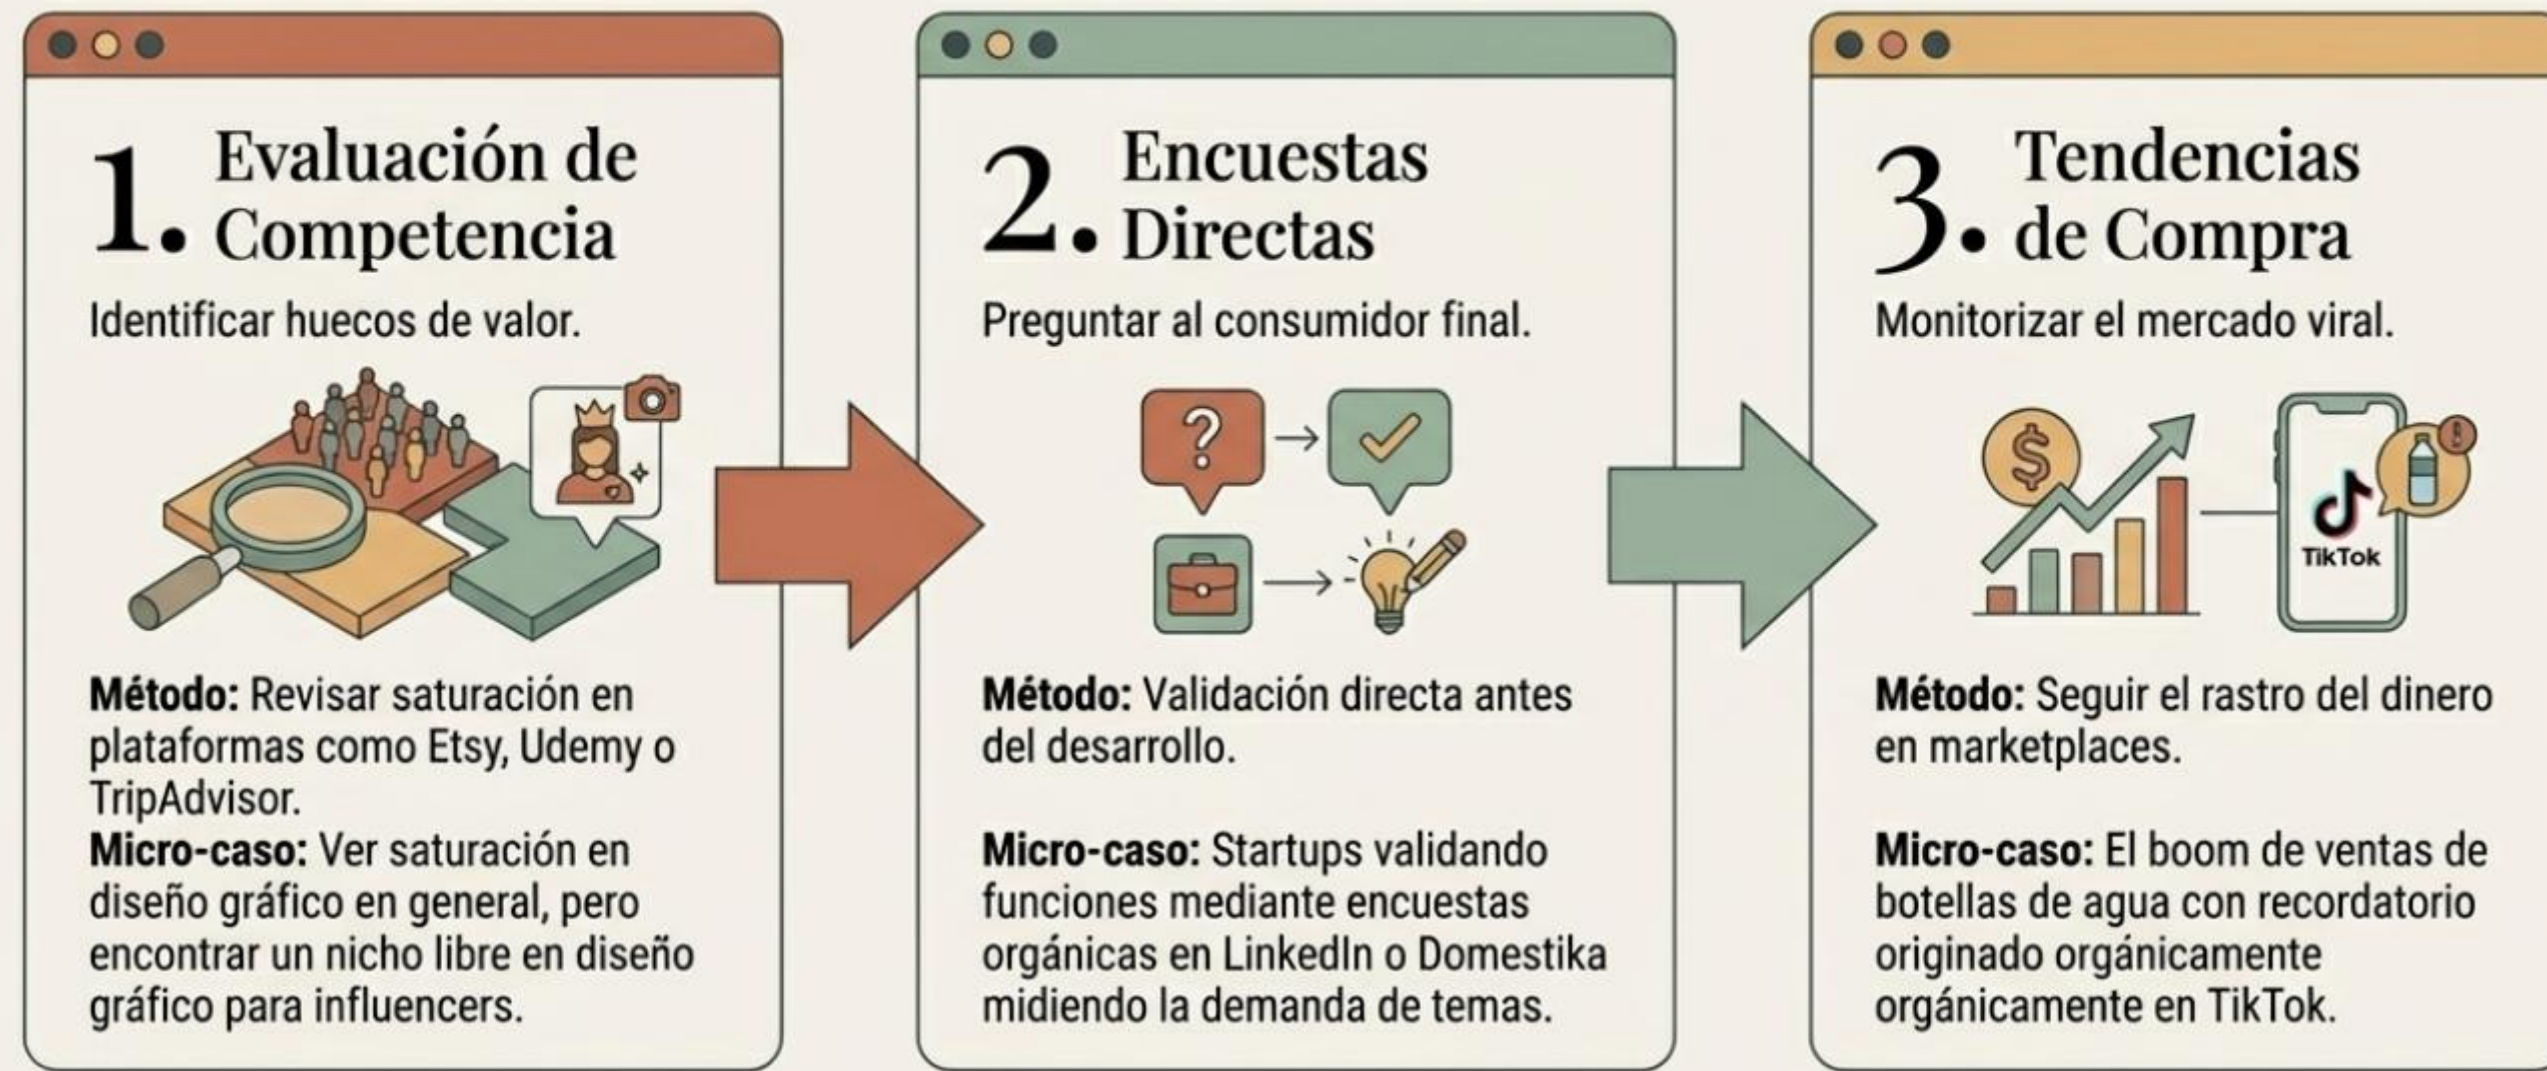 1. Evaluación de
Competencia
Identificar huecos de valor.
Método: Revisar saturación en
plataformas como Etsy, Udemy o
TripAdvisor.
Micro-caso: Ver saturación en
diseño gráfico en general, pero
encontrar un nicho libre en diseño
gráfico para influencers.
2. Encuestas
Directas
Preguntar al consumidor final.
?
Método: Validación directa antes
del desarrollo.
Micro-caso: Startups validando
funciones mediante encuestas
orgánicas en LinkedIn o Domestika
midiendo la demanda de temas.
3. Tendencias
de Compra
Monitorizar el mercado viral.
$
TikTok
Método: Seguir el rastro del dinero
en marketplaces.
Micro-caso: El boom de ventas de
botellas de agua con recordatorio
originado orgánicamente
orgánicamente en TikTok.